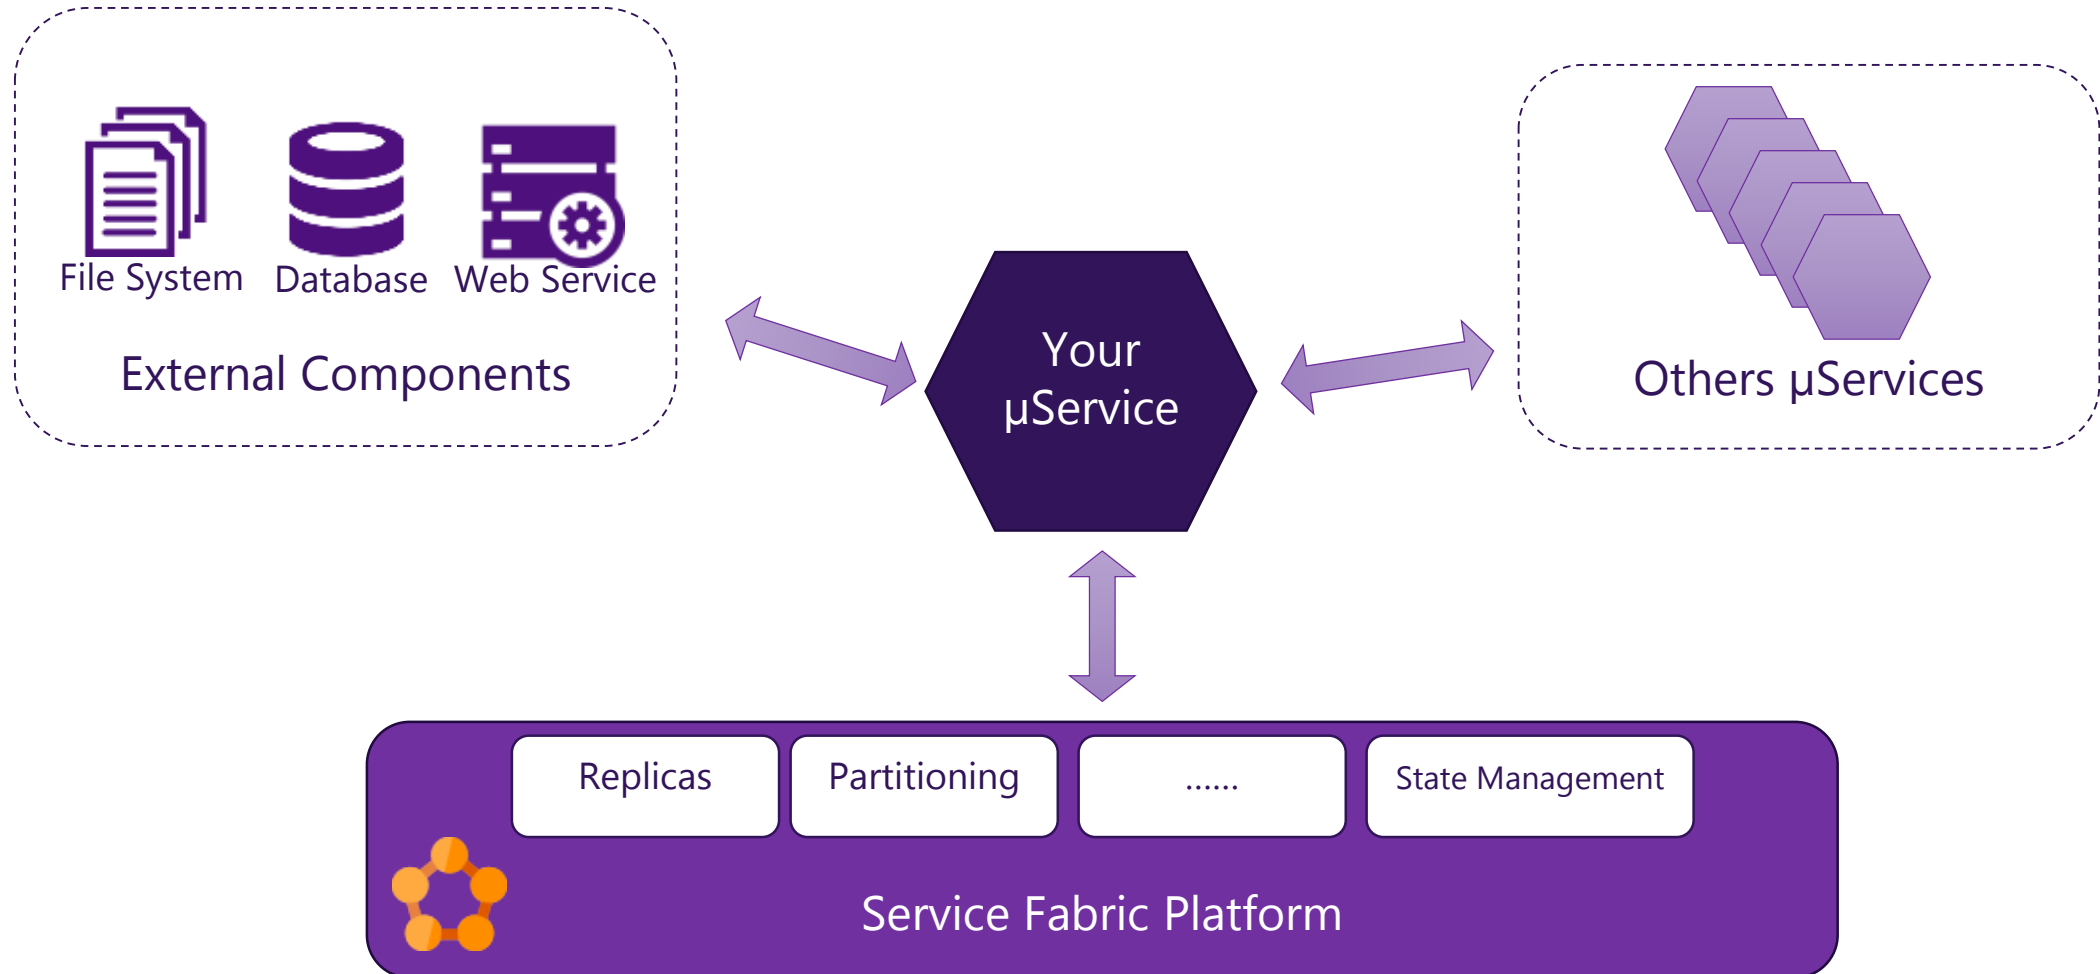 File System
Database
Web Service
External Components
Your
µService
Others µServices
Replicas
Partitioning
......
State Management
Service Fabric Platform